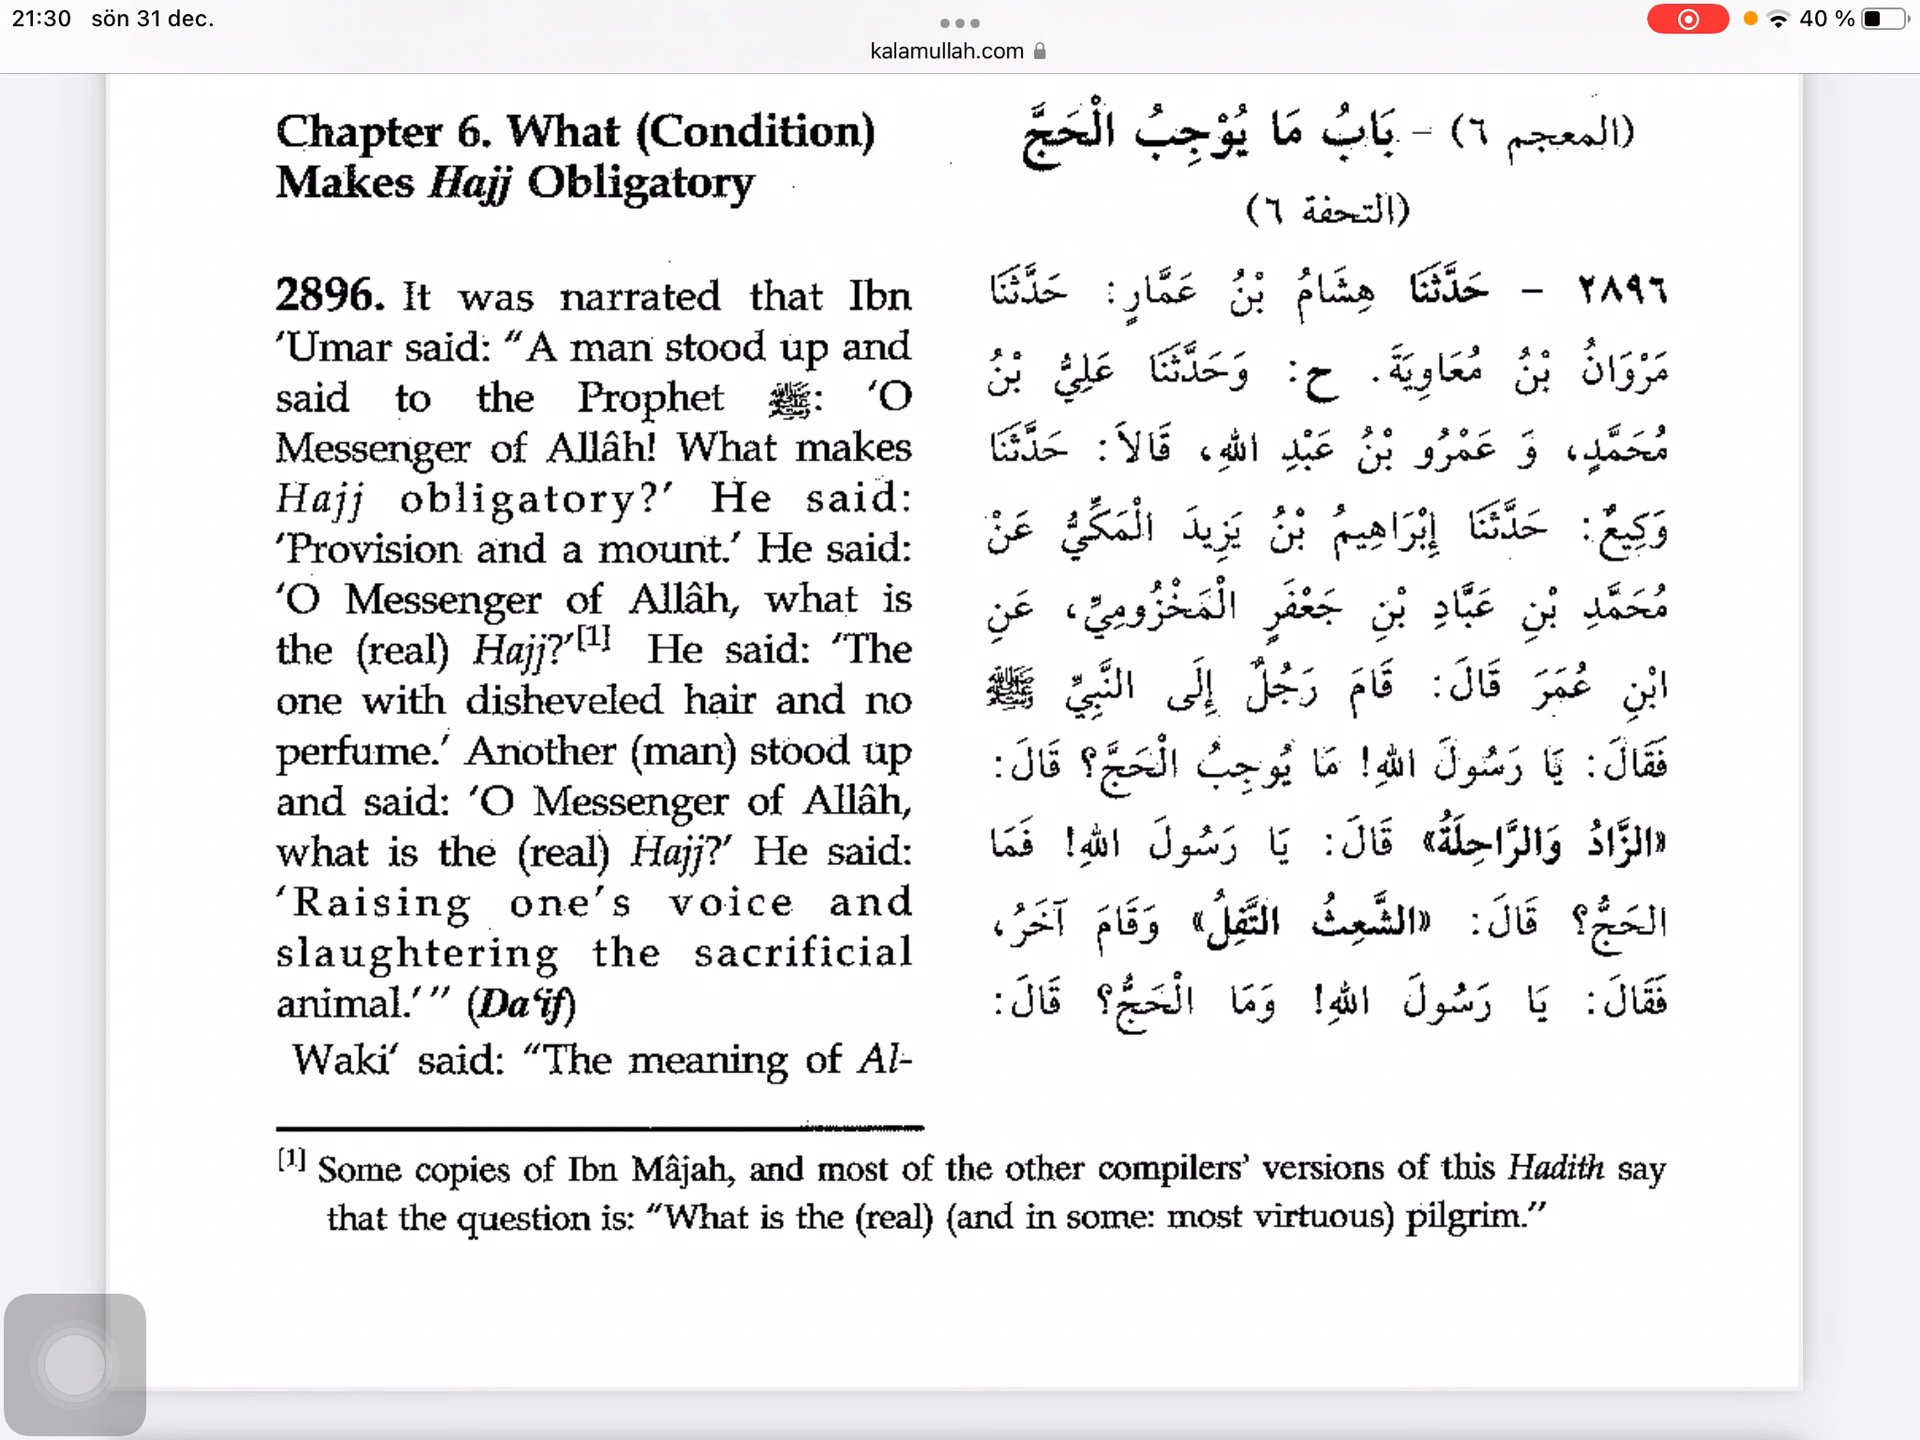 21:30 sön 31 dec.
40 %
kalamullah.com
Chapter 6. What (Condition)
Makes Hajj Obligatory
(المعجم ٦) – بَابُ مَا يُوْجِبُ الْحَجَّ
(التحفة ٦)
2896. It was narrated that Ibn
‘Umar said: “A man stood up and
said to the Prophet ﷺ: ‘O
Messenger of Allâh! What makes
Hajj obligatory?’ He said:
‘Provision and a mount.’ He said:
‘O Messenger of Allâh, what is
the (real) Hajj?’[1] He said: ‘The
one with disheveled hair and no
perfume.’ Another (man) stood up
and said: ‘O Messenger of Allâh,
what is the (real) Hajj?’ He said:
‘Raising one’s voice and
slaughtering the sacrificial
animal.’” (Da‘if)
Waki‘ said: “The meaning of Al-
٢٨٩٦ – حَدَّثَنَا هِشَامُ بْنُ عَمَّارٍ: حَدَّثَنَا
مَرْوَانُ بْنُ مُعَاوِيَةَ. ح: وَحَدَّثَنَا عَلِيُّ بْنُ
مُحَمَّدٍ، وَ عَمْرُو بْنُ عَبْدِ اللهِ، قَالاَ: حَدَّثَنَا
وَكِيعٌ: حَدَّثَنَا إِبْرَاهِيمُ بْنُ يَزِيدَ الْمَكِّيُّ عَنْ
مُحَمَّدِ بْنِ عَبَّادِ بْنِ جَعْفَرٍ الْمَخْزُومِيِّ، عَنِ
ابْنِ عُمَرَ قَالَ: قَامَ رَجُلٌ إِلَى النَّبِيِّ ﷺ
فَقَالَ: يَا رَسُولَ اللهِ! مَا يُوجِبُ الْحَجَّ؟ قَالَ:
«الزَّادُ وَالرَّاحِلَةُ» قَالَ: يَا رَسُولَ اللهِ! فَمَا
الحَجُّ؟ قَالَ: «الشَّعِثُ التَّفِلُ» وَقَامَ آخَرُ،
فَقَالَ: يَا رَسُولَ اللهِ! وَمَا الْحَجُّ؟ قَالَ:
[1] Some copies of Ibn Mâjah, and most of the other compilers’ versions of this Hadith say
that the question is: “What is the (real) (and in some: most virtuous) pilgrim.”